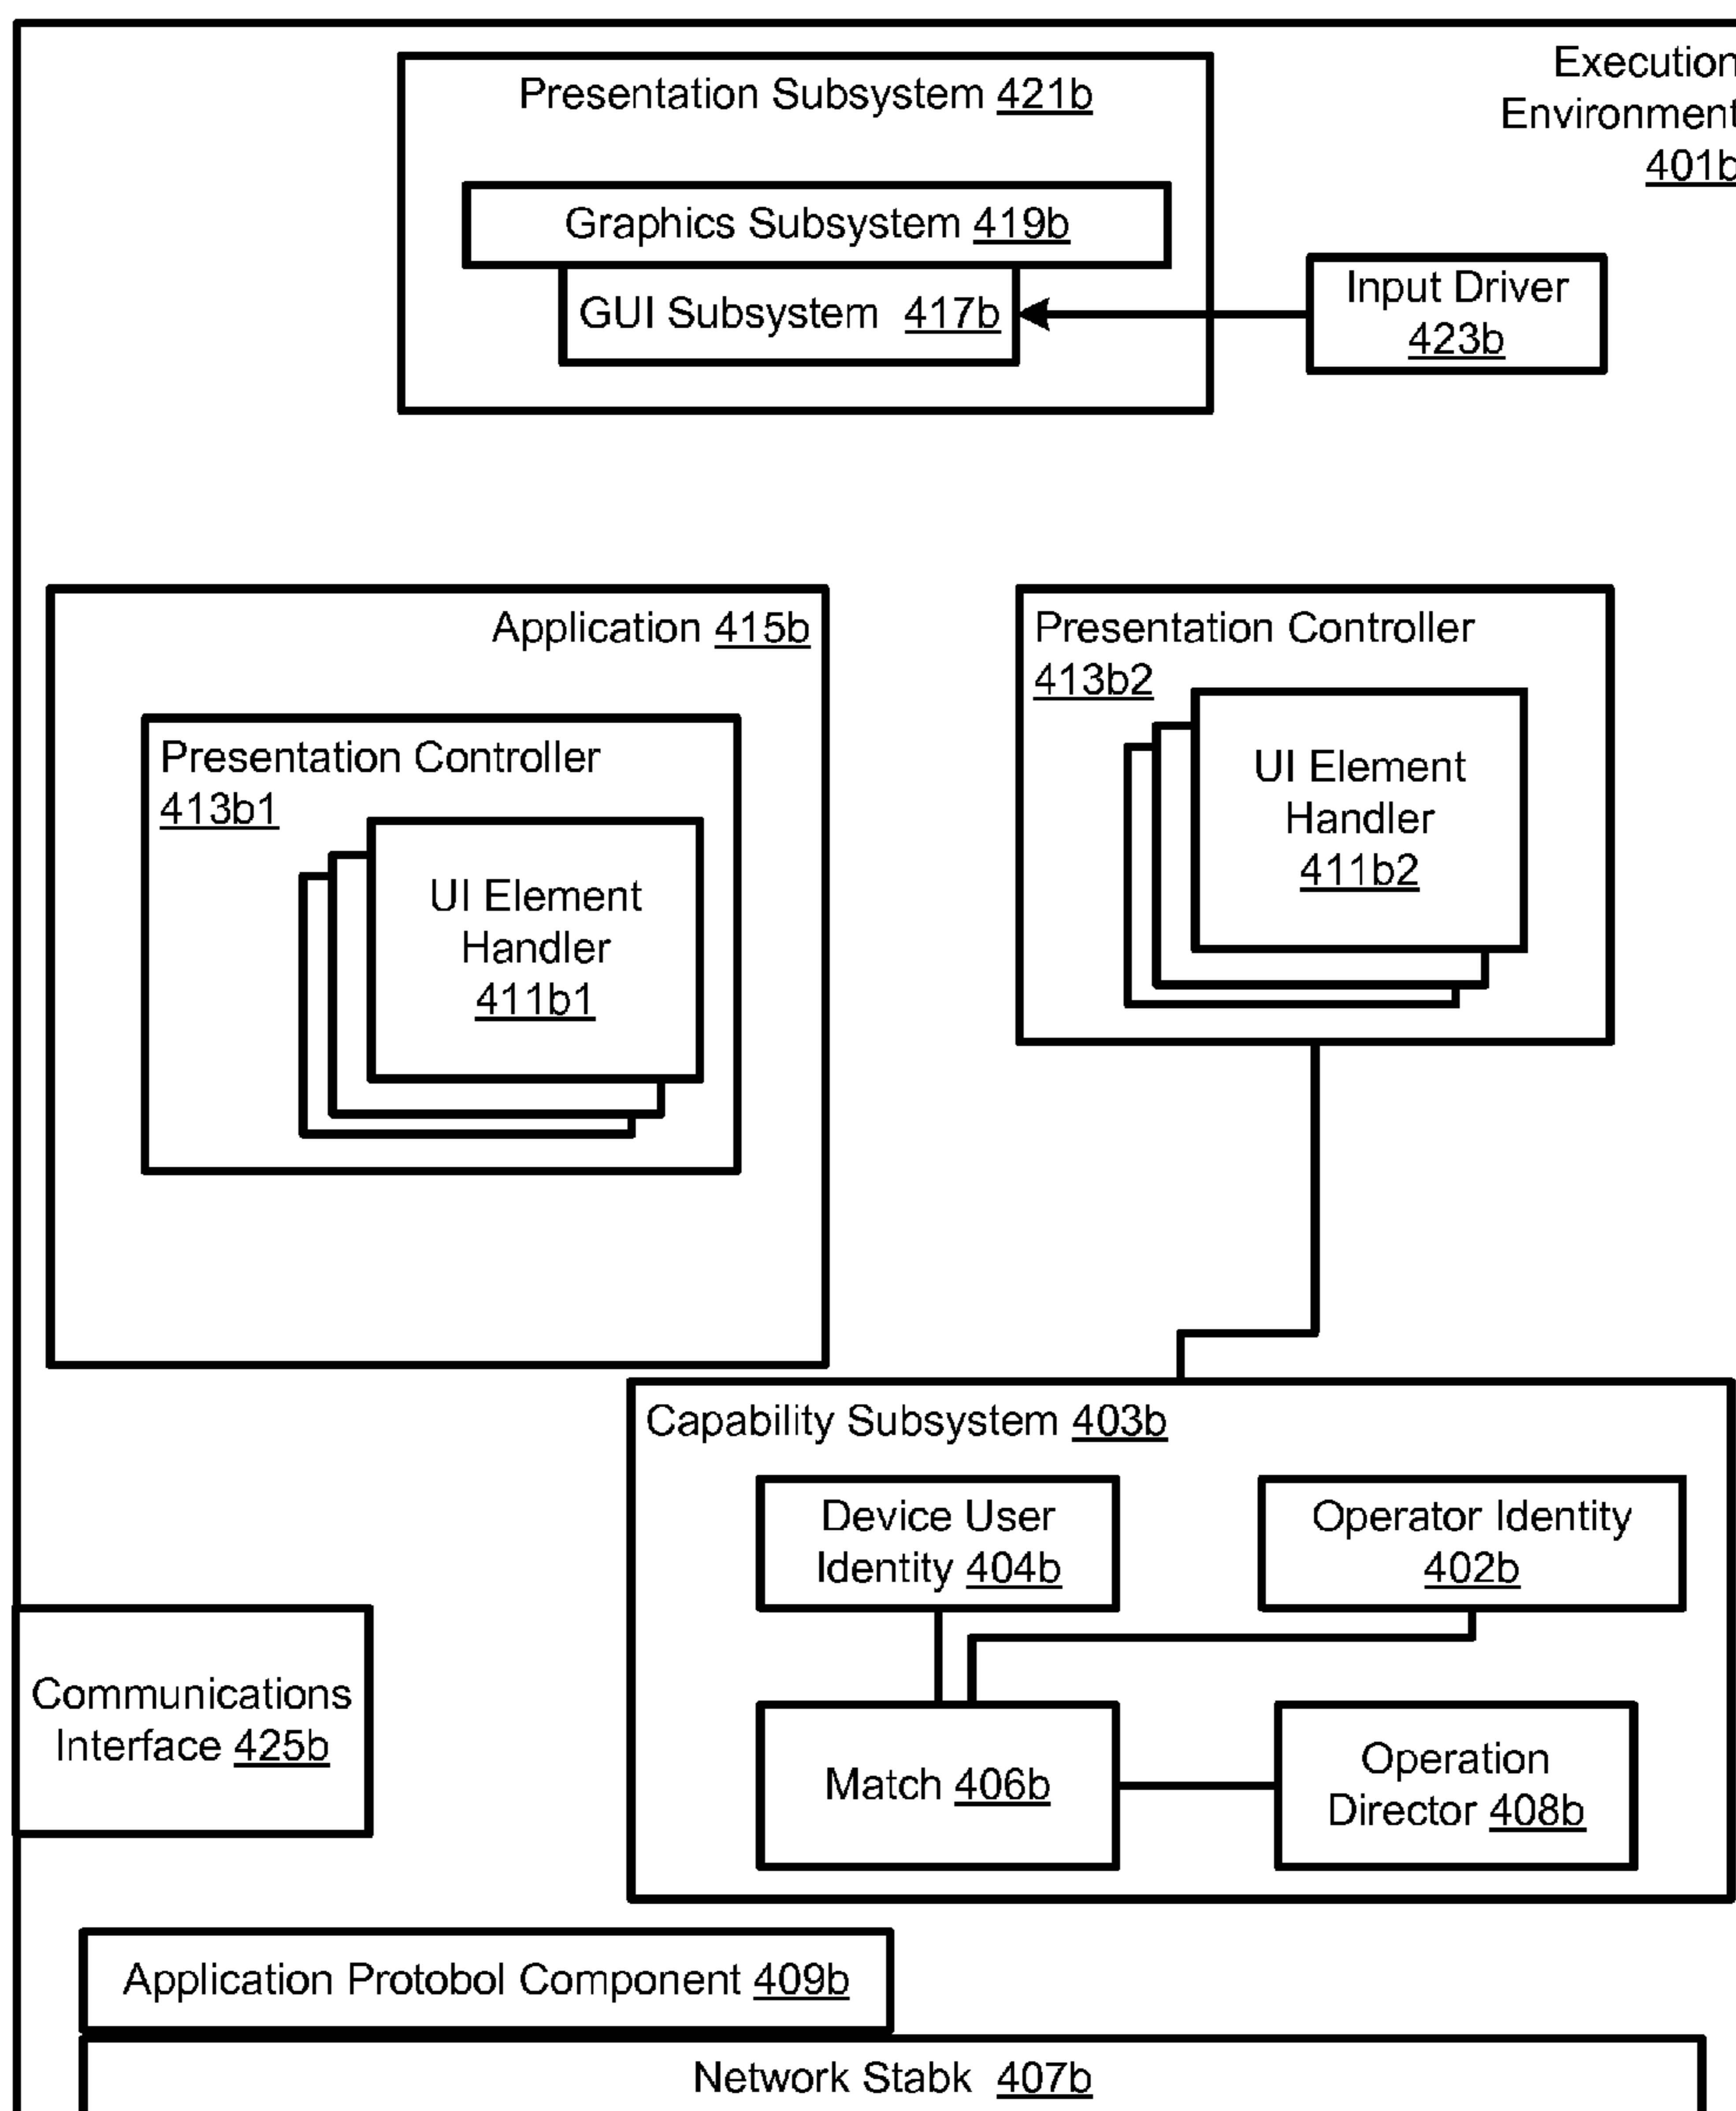 Execution
Environment
401b
Presentation Subsystem 421b
Graphics Subsystem 419b
GUI Subsystem 417b
Input Driver
423b
Application 415b
Presentation Controller
413b1
UI Element
Handler
411b1
Presentation Controller
413b2
UI Element
Handler
411b2
Capability Subsystem 403b
Device User
Identity 404b
Operator Identity
402b
Match 406b
Operation
Director 408b
Communications
Interface 425b
Application Protobol Component 409b
Network Stabk 407b